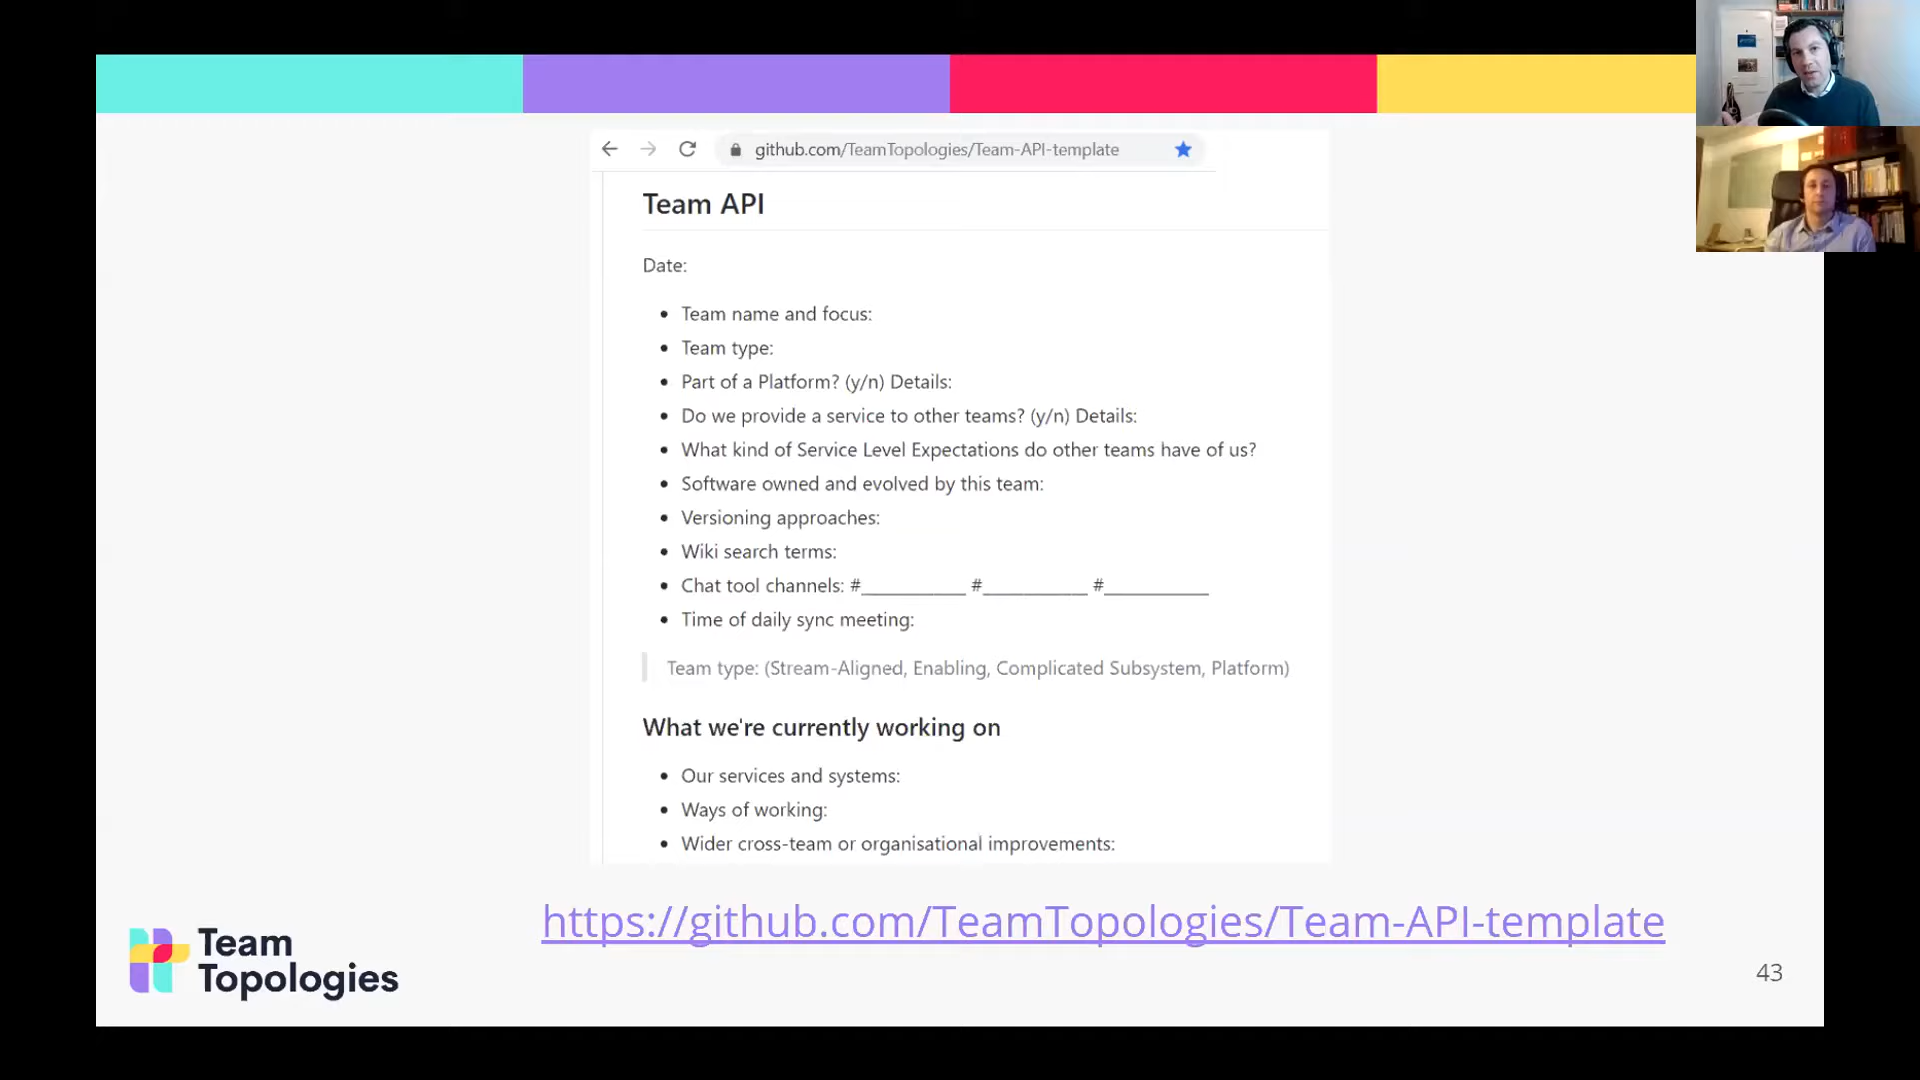 github.com/TeamTopologies/Team-API-template
Team API
Date:
• Team name and focus:
• Team type:
• Part of a Platform? (y/n) Details:
• Do we provide a service to other teams? (y/n) Details:
• What kind of Service Level Expectations do other teams have of us?
• Software owned and evolved by this team:
• Versioning approaches:
• Wiki search terms:
• Chat tool channels: #__________ #__________ #__________
• Time of daily sync meeting:
Team type: (Stream-Aligned, Enabling, Complicated Subsystem, Platform)
What we're currently working on
• Our services and systems:
• Ways of working:
• Wider cross-team or organisational improvements:
https://github.com/TeamTopologies/Team-API-template
Team
Topologies
43